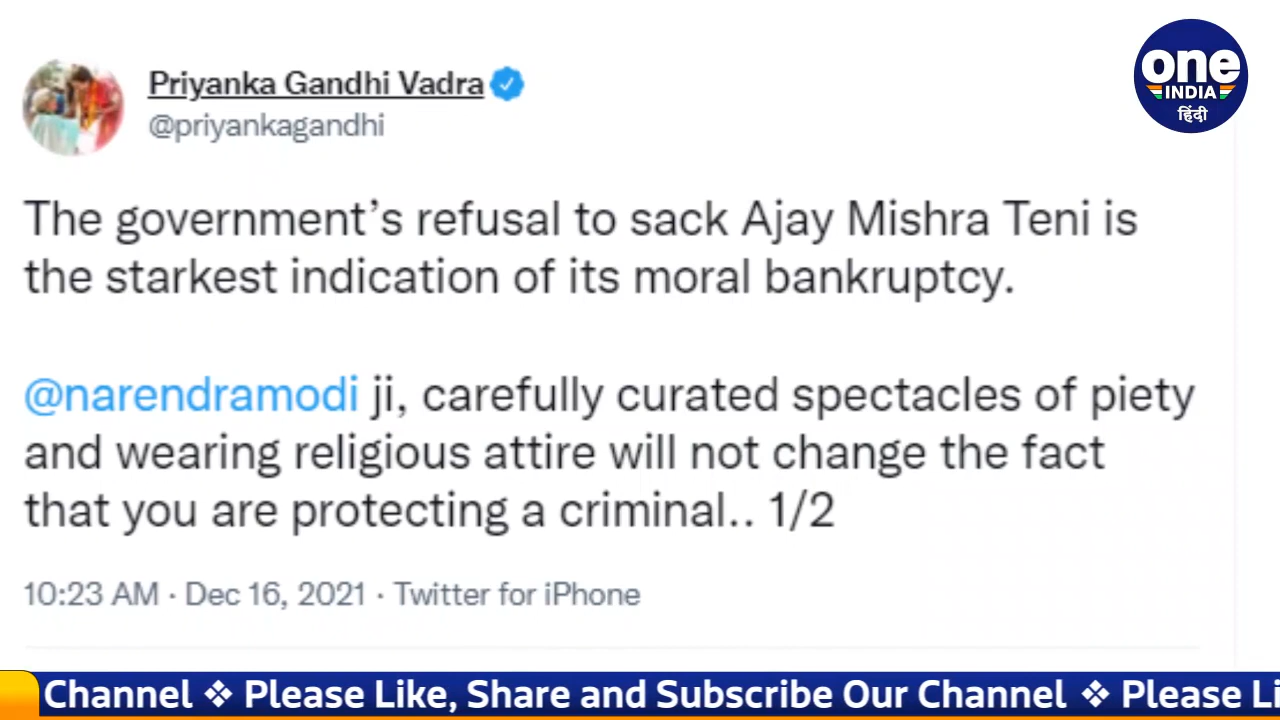 Priyanka Gandhi Vadra
@priyankagandhi
one
INDIA
हिंदी
The government’s refusal to sack Ajay Mishra Teni is
the starkest indication of its moral bankruptcy.
@narendramodi ji, carefully curated spectacles of piety
and wearing religious attire will not change the fact
that you are protecting a criminal.. 1/2
10:23 AM · Dec 16, 2021 · Twitter for iPhone
Channel ❖ Please Like, Share and Subscribe Our Channel ❖ Please Li